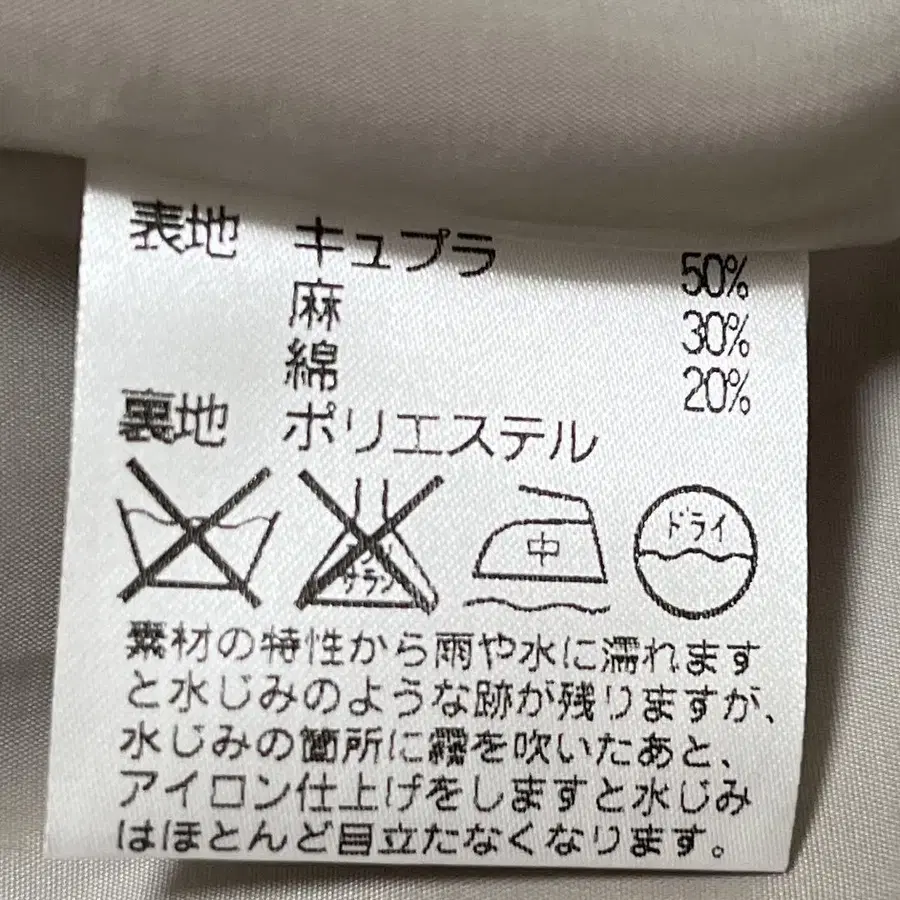 表地 キュプラ 50%
麻 30%
綿 20%
裏地 ポリエステル
エンソ サラシ
中
ドライ
素材の特性から雨や水に濡れます
と水じみのような跡が残りますが、
水じみの箇所に霧を吹いたあと、
アイロン仕上げをしますと水じみ
はほとんど目立たなくなります。